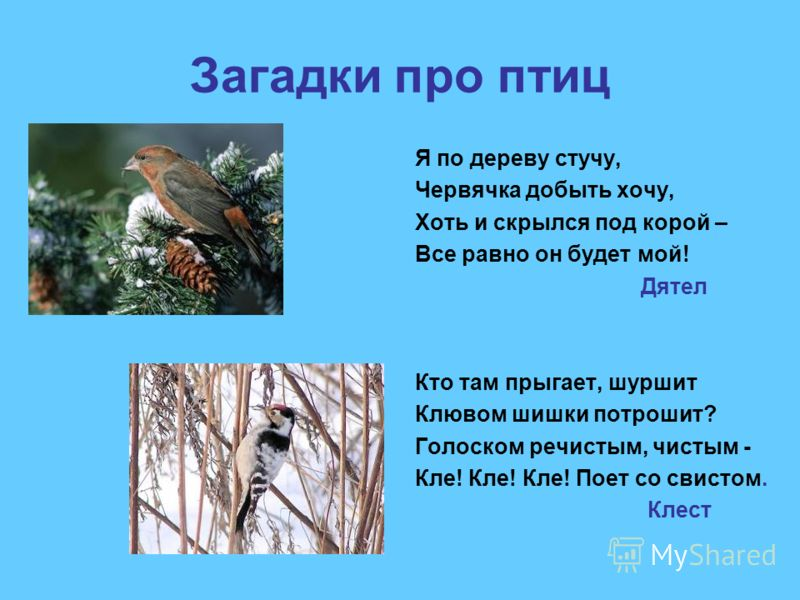 Загадки про птиц
Я по дереву стучу,
Червячка добыть хочу,
Хоть и скрылся под корой –
Все равно он будет мой!
Дятел
Кто там прыгает, шуршит
Клювом шишки потрошит?
Голоском речистым, чистым -
Кле! Кле! Кле! Поет со свистом.
Клест
MyShared